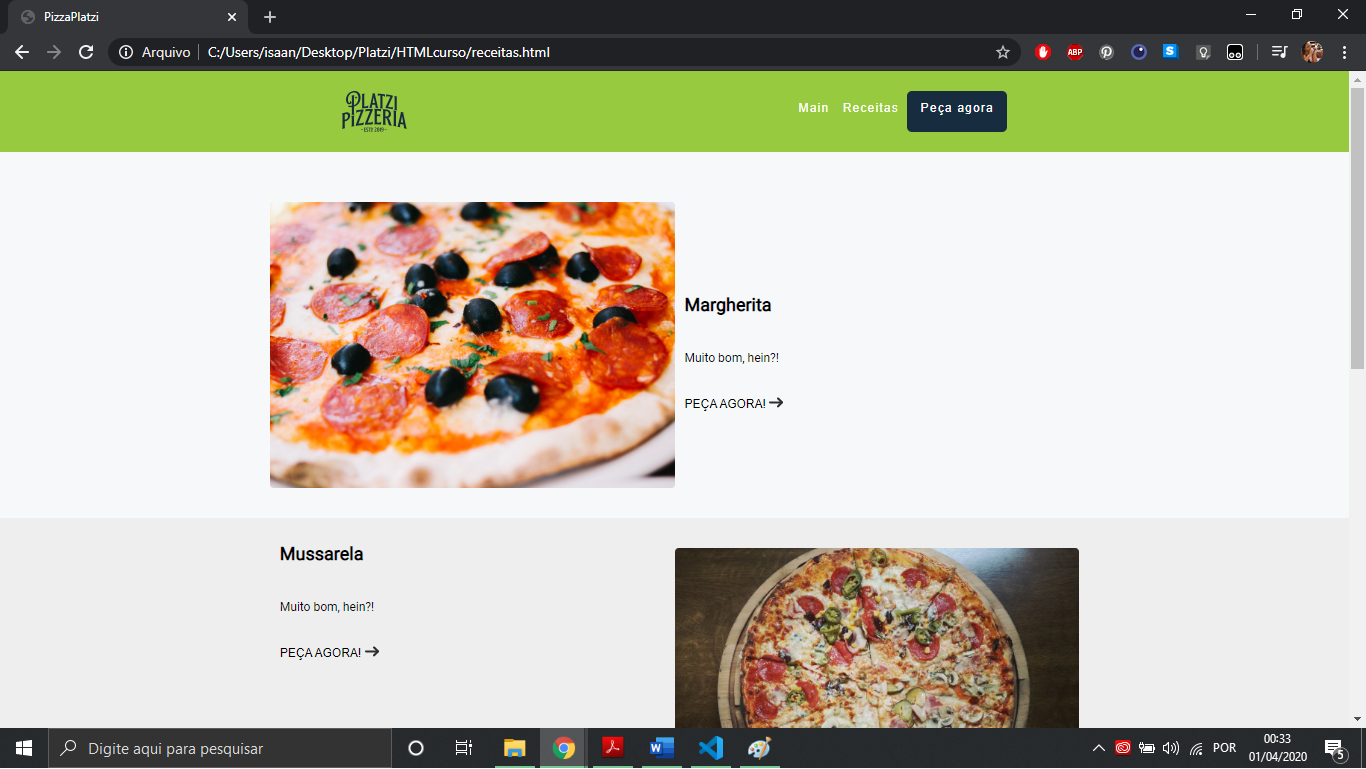 PizzaPlatzi
Arquivo
C:/Users/isaan/Desktop/Platzi/HTMLcurso/receitas.html
ABP
S
PLATZI
PIZZERIA
- ESTD 2019 -
Main Receitas Peça agora
Margherita
Muito bom, hein?!
PEÇA AGORA!
Mussarela
Muito bom, hein?!
PEÇA AGORA!
Digite aqui para pesquisar
W
POR
00:33
01/04/2020
5